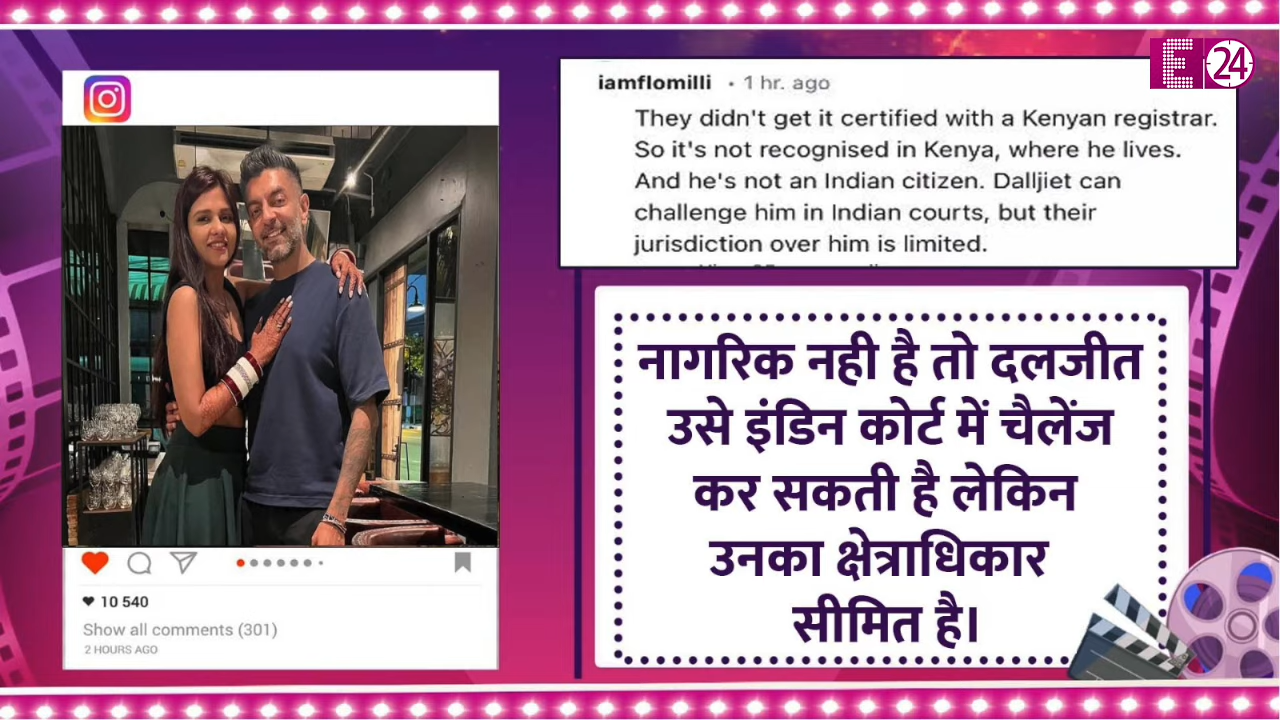 E 24
iamflomilli • 1 hr. ago
They didn't get it certified with a Kenyan registrar.
So it's not recognised in Kenya, where he lives.
And he's not an Indian citizen. Dalljiet can
challenge him in Indian courts, but their
jurisdiction over him is limited.
नागरिक नही है तो दलजीत
उसे इंडिन कोर्ट में चैलेंज
कर सकती है लेकिन
उनका क्षेत्राधिकार
सीमित है।
10 540
Show all comments (301)
2 HOURS AGO